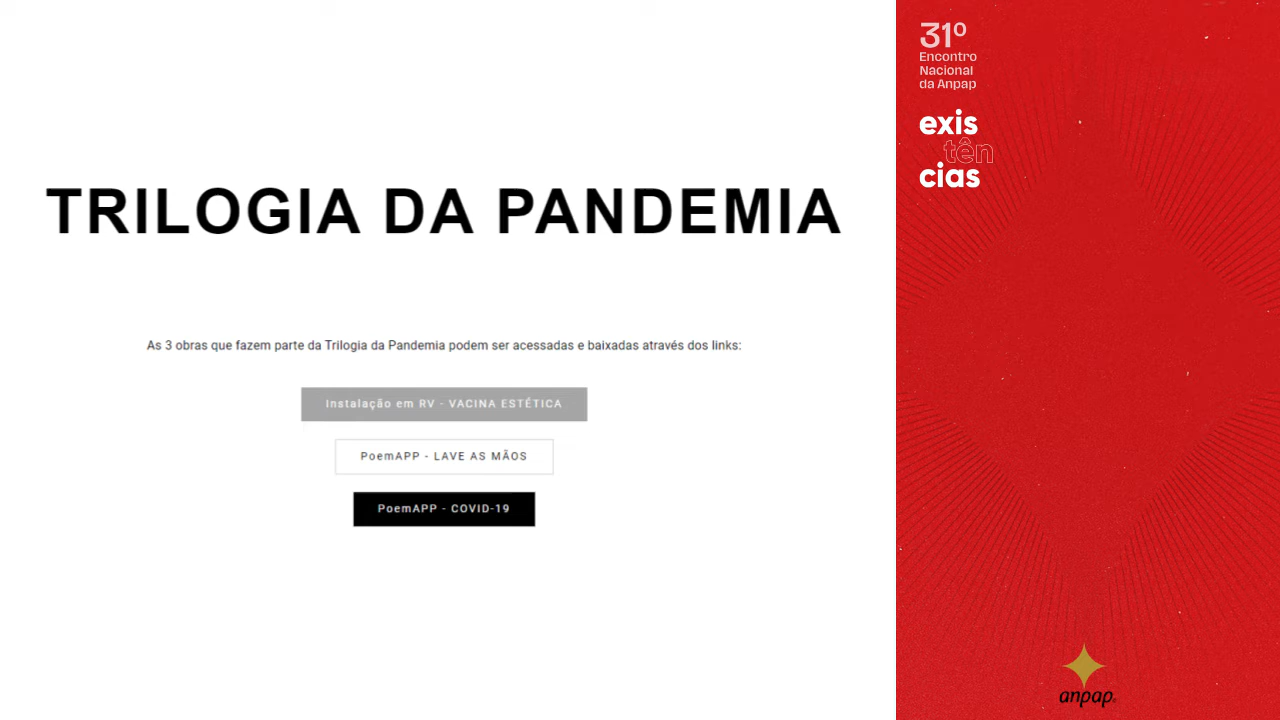 TRILOGIA DA PANDEMIA
As 3 obras que fazem parte da Trilogia da Pandemia podem ser acessadas e baixadas através dos links:
Instalação em RV - VACINA ESTÉTICA
PoemAPP - LAVE AS MÃOS
PoemAPP - COVID-19
31º
Encontro
Nacional
da Anpap
exis
tên
cias
anpap